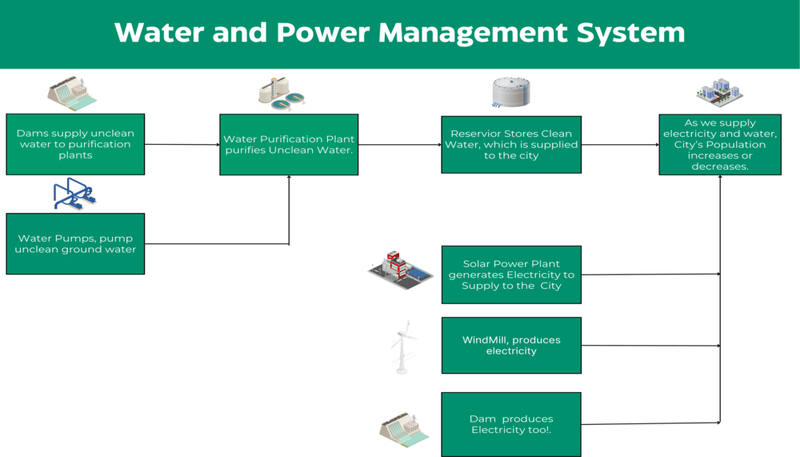 Water and Power Management System
Dams supply unclean
water to purification
plants
Water Purification Plant
purifies Unclean Water.
Reservior Stores Clean
Water, which is supplied
to the city
As we supply
electricity and water,
City's Population
increases or
decreases.
Water Pumps, pump
unclean ground water
Solar Power Plant
generates Electricity to
Supply to the City
WindMill, produces
electricity
Dam produces
Electricity too!.